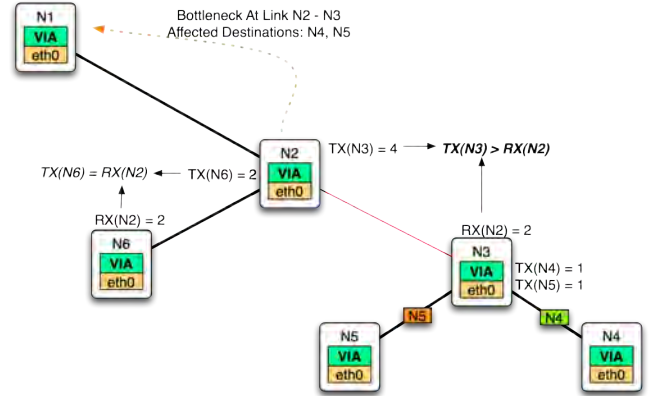 N1
VIA
eth0
Bottleneck At Link N2 - N3
Affected Destinations: N4, N5
N2
VIA
eth0
TX(N3) = 4
TX(N3) > RX(N2)
TX(N6) = RX(N2)
TX(N6) = 2
RX(N2) = 2
N6
VIA
eth0
RX(N2) = 2
N3
VIA
eth0
TX(N4) = 1
TX(N5) = 1
N5
N4
N5
VIA
eth0
N4
VIA
eth0